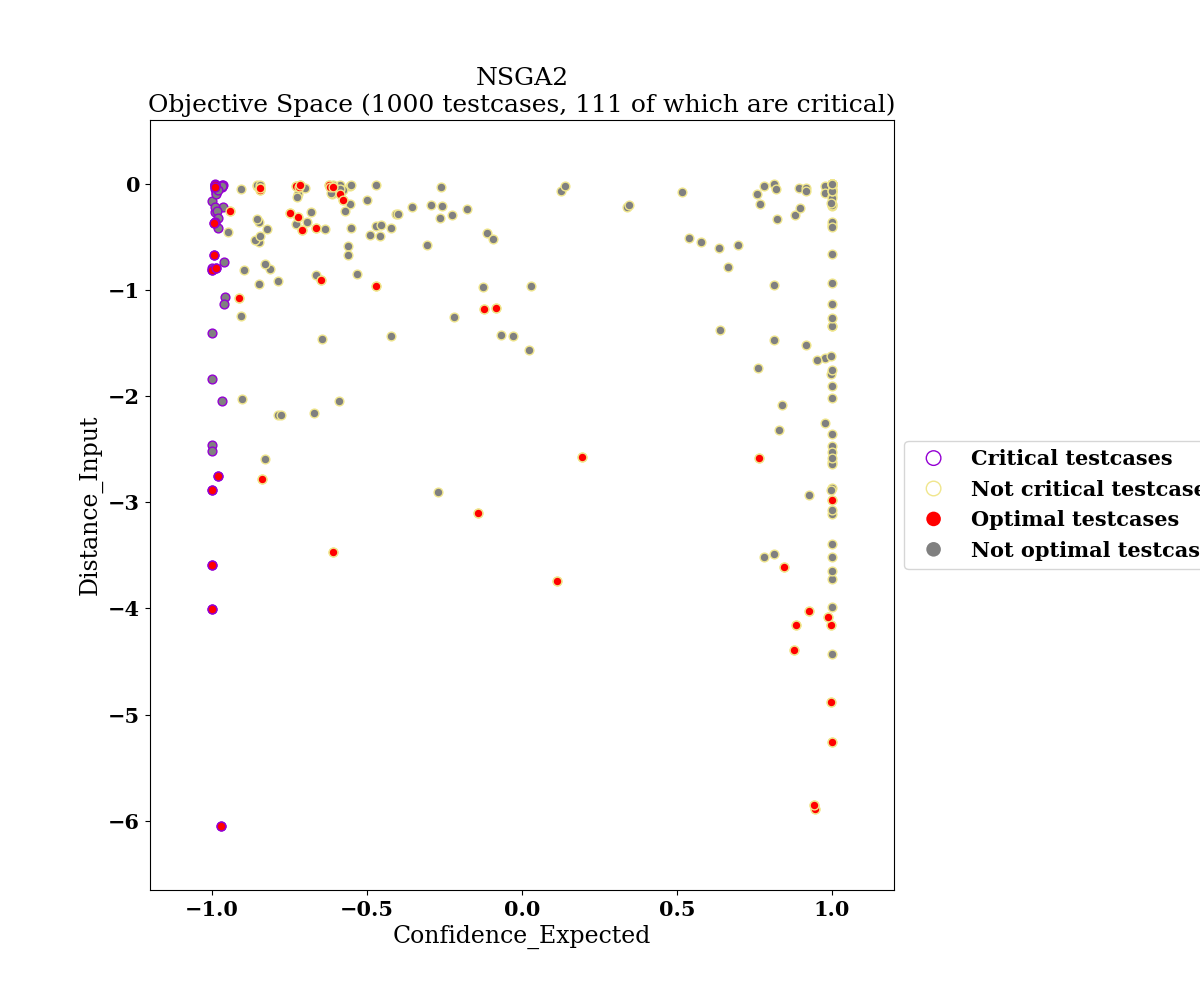 NSGA2
Objective Space (1000 testcases, 111 of which are critical)
0
−1
−2
−3
−4
−5
−6
Distance_Input
−1.0
−0.5
0.0
0.5
1.0
Confidence_Expected
Critical testcases
Not critical testcase
Optimal testcases
Not optimal testcas